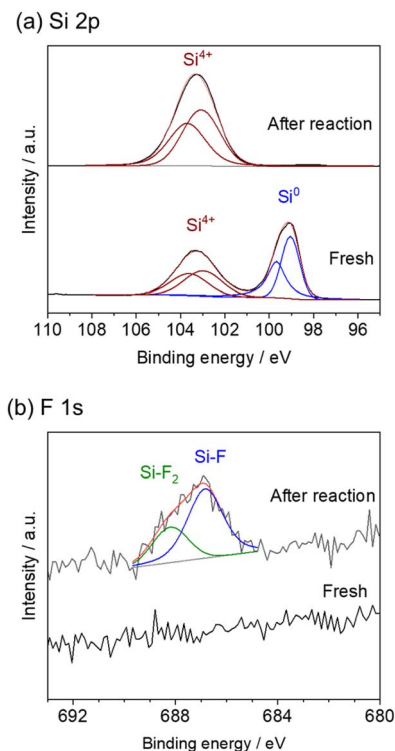 (a) Si 2p
Si⁴⁺
After reaction
Si⁴⁺
Si⁰
Fresh
Intensity / a.u.
110 108 106 104 102 100 98 96
Binding energy / eV
(b) F 1s
Si-F₂
Si-F
After reaction
Fresh
Intensity / a.u.
692 688 684 680
Binding energy / eV